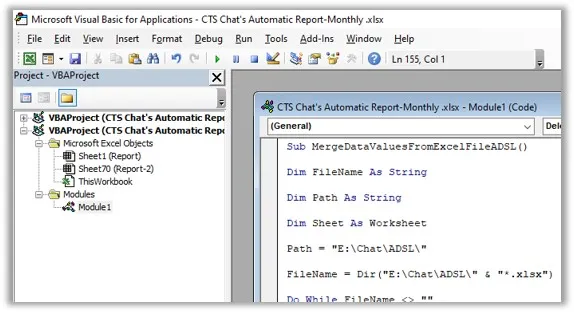 Microsoft Visual Basic for Applications - CTS Chat's Automatic Report-Monthly .xlsx
File Edit View Insert Format Debug Run Tools Add-Ins Window Help
Ln 155, Col 1
Project - VBAProject
VBAProject (CTS Chat's Automatic Repo
VBAProject (CTS Chat's Automatic Repo
Microsoft Excel Objects
Sheet1 (Report)
Sheet70 (Report-2)
ThisWorkbook
Modules
Module1
CTS Chat's Automatic Report-Monthly .xlsx - Module1 (Code)
(General)
Dele
Sub MergeDataValuesFromExcelFileADSL()
Dim FileName As String
Dim Path As String
Dim Sheet As Worksheet
Path = "E:\Chat\ADSL\"
FileName = Dir("E:\Chat\ADSL\" & "*.xlsx")
Do While FileName <> ""